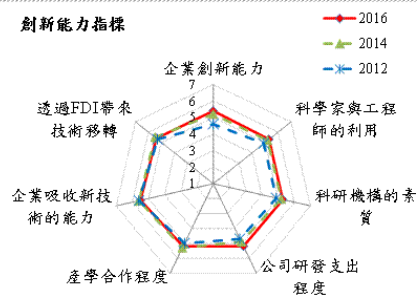 創新能力指標
2016
2014
2012
企業創新能力
7
6
5
4
3
2
1
科學家與工程
師的利用
科研機構的素
質
公司研發支出
程度
產學合作程度
企業吸收新技
術的能力
透過FDI帶來
技術移轉